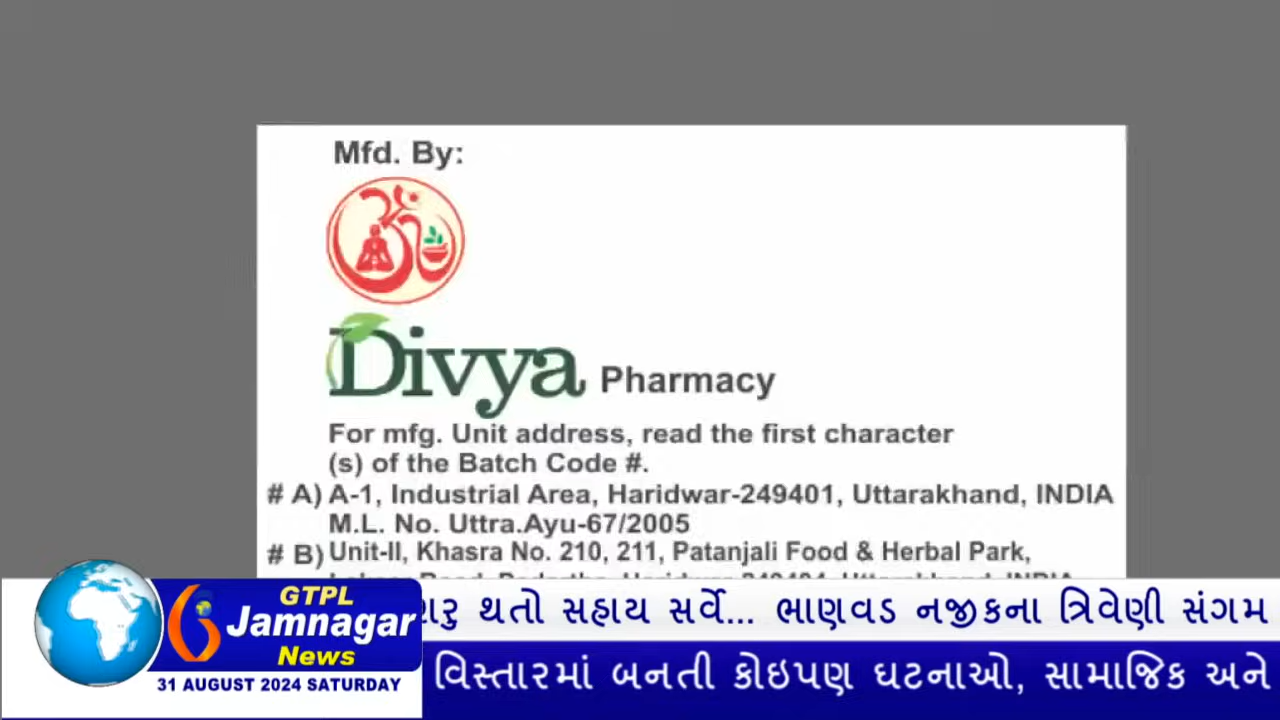 Mfd. By:
Divya Pharmacy
For mfg. Unit address, read the first character
(s) of the Batch Code #.
# A) A-1, Industrial Area, Haridwar-249401, Uttarakhand, INDIA
M.L. No. Uttra.Ayu-67/2005
# B) Unit-II, Khasra No. 210, 211, Patanjali Food & Herbal Park,
GTPL
Jamnagar
News
31 AUGUST 2024 SATURDAY
થતો સહાય સર્વે... ભાણવડ નજીકના ત્રિવેણી સંગમ
વિસ્તારમાં બનતી કોઇપણ ઘટનાઓ, સામાજિક અને